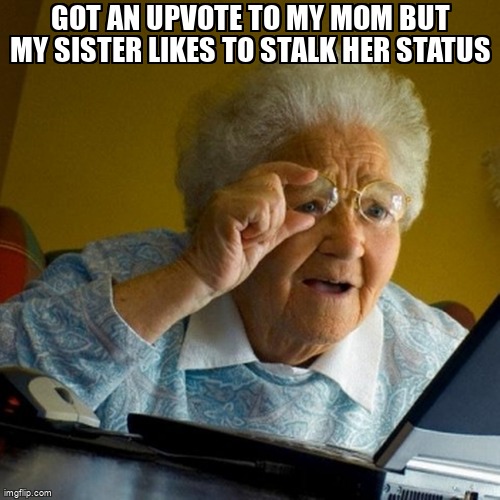 GOT AN UPVOTE TO MY MOM BUT
MY SISTER LIKES TO STALK HER STATUS
imgflip.com